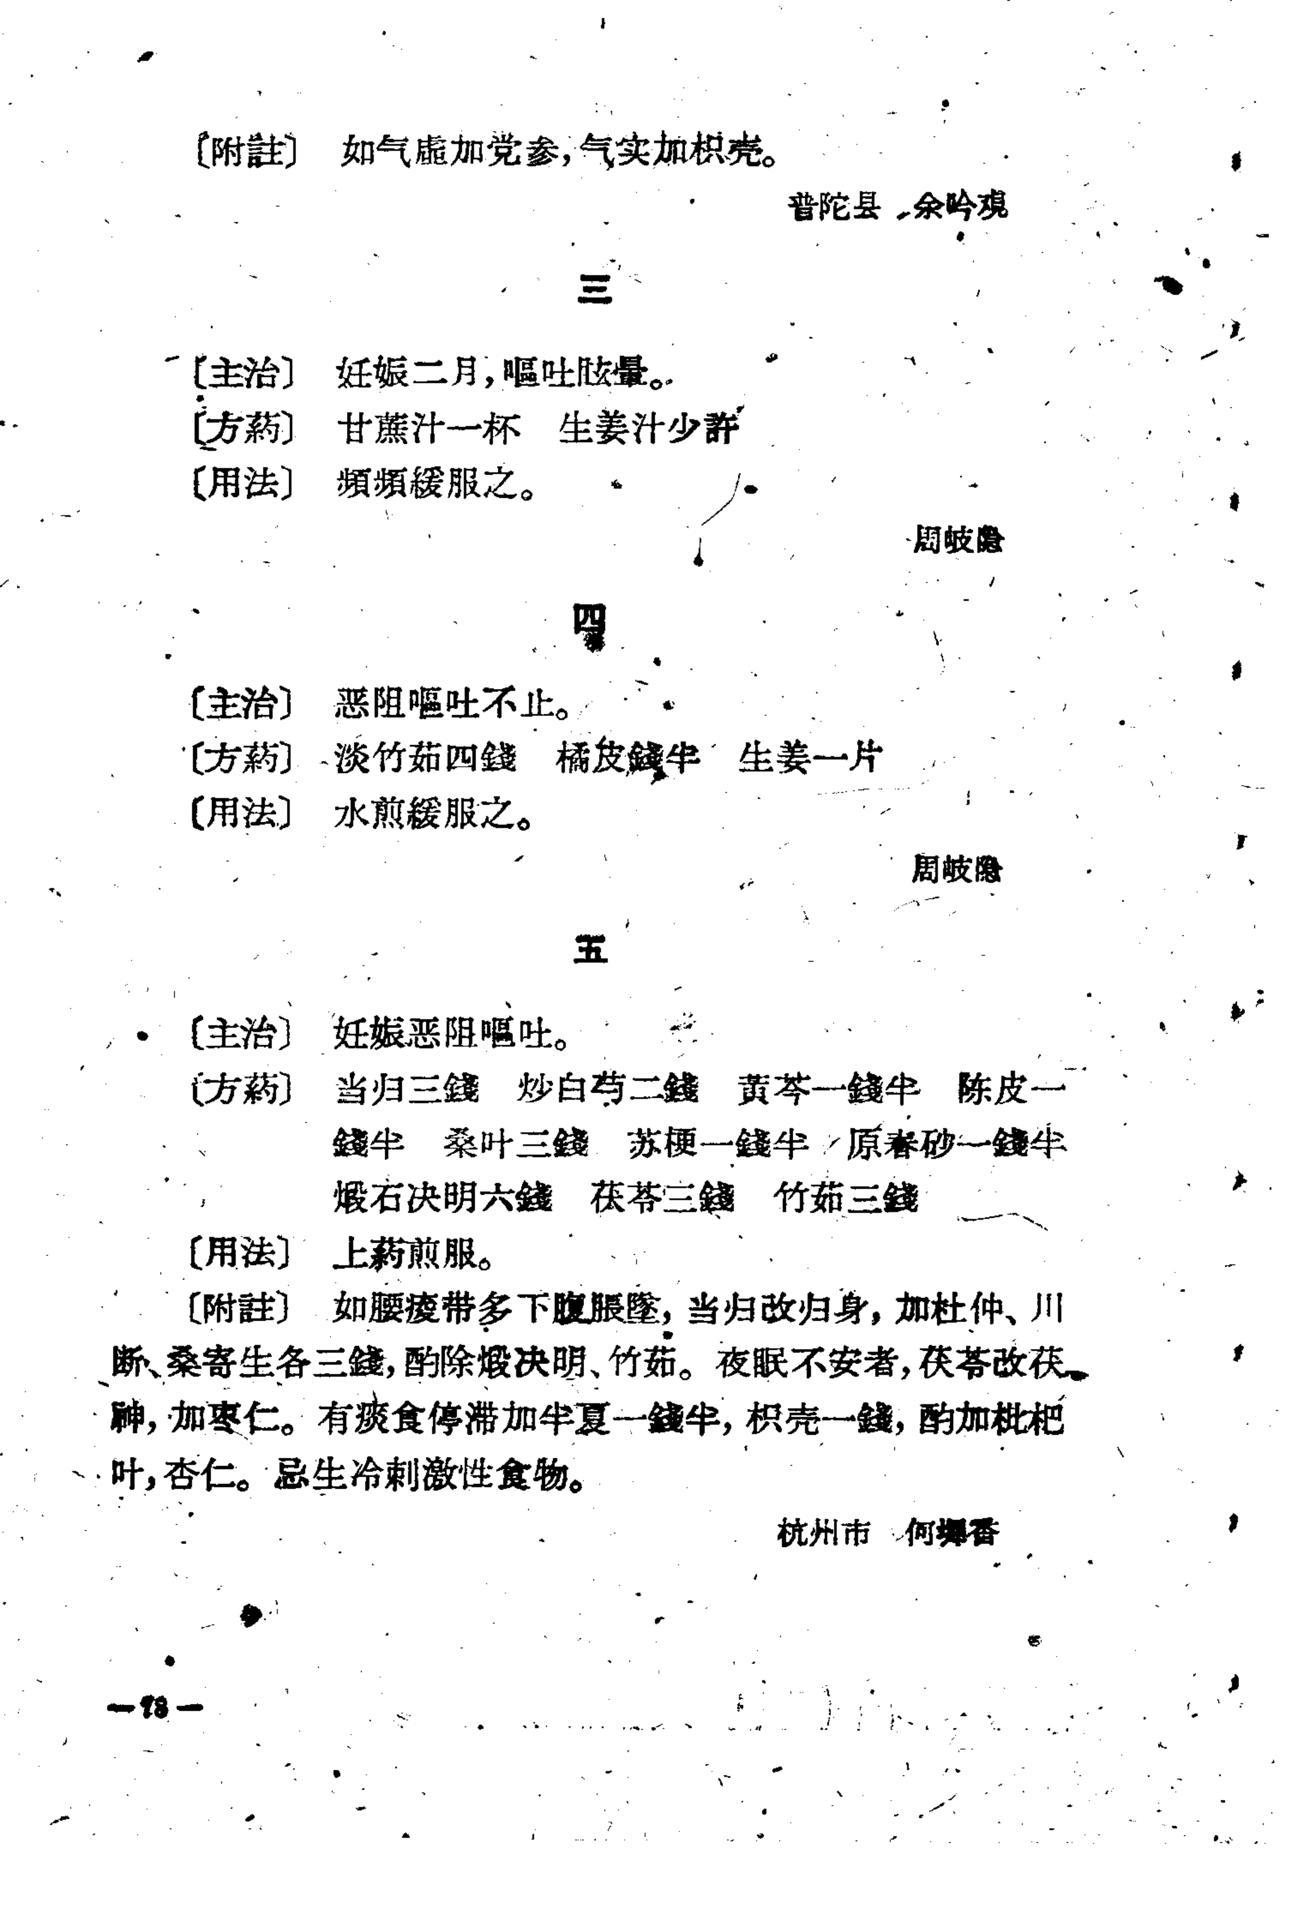 〔附註〕　如气虛加党参，气实加枳壳。
普陀县　余吟覌
三
〔主治〕　妊娠二月，嘔吐眩暈。
〔方葯〕　甘蔗汁一杯　生姜汁少許
〔用法〕　頻頻緩服之。
周岐隐
四
〔主治〕　恶阻嘔吐不止。
〔方葯〕　淡竹茹四錢　橘皮錢半　生姜一片
〔用法〕　水煎緩服之。
周岐隐
五
〔主治〕　妊娠恶阻嘔吐。
〔方葯〕　当归三錢　炒白芍二錢　黄芩一錢半　陈皮一
錢半　桑叶三錢　苏梗一錢半　原春砂一錢半
煅石决明六錢　茯苓三錢　竹茹三錢
〔用法〕　上葯煎服。
〔附註〕　如腰痠带多下腹脹墜，当归改归身，加杜仲、川
断、桑寄生各三錢，酌除煅决明、竹茹。夜眠不安者，茯苓改茯
神，加枣仁。有痰食停滞加半夏一錢半，枳壳一錢，酌加枇杷
叶，杏仁。忌生冷刺激性食物。
杭州市　何　香
—78—